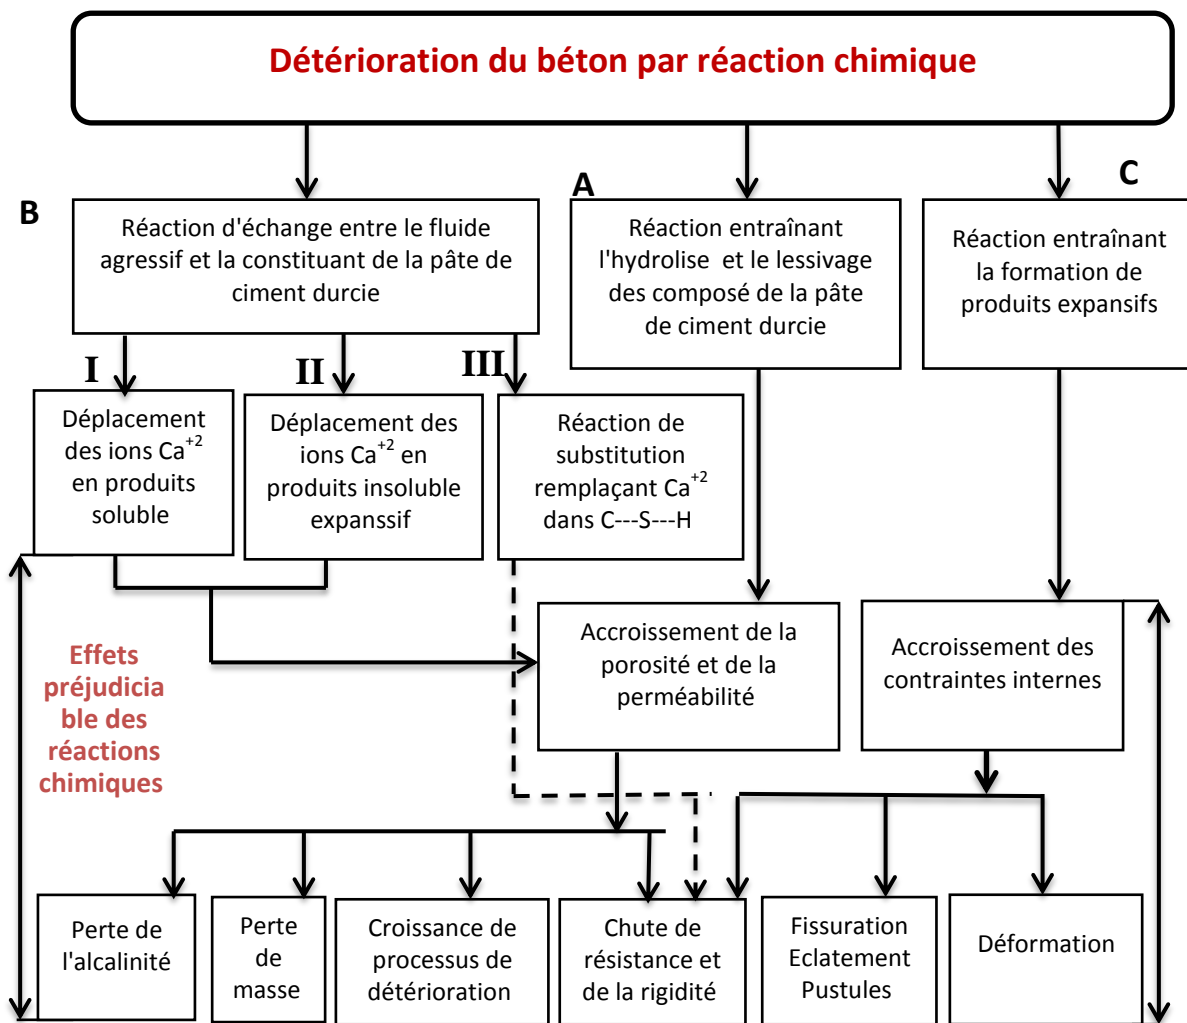 Détérioration du béton par réaction chimique
B
Réaction d'échange entre le fluide
agressif et la constituant de la pâte de
ciment durcie
A
Réaction entraînant
l'hydrolise et le lessivage
des composé de la pâte
de ciment durcie
C
Réaction entraînant
la formation de
produits expansifs
I
Déplacement
des ions Ca+2
en produits
soluble
II
Déplacement des
ions Ca+2 en
produits insoluble
expanssif
III
Réaction de
substitution
remplaçant Ca+2
dans C---S---H
Effets
préjudicia
ble des
réactions
chimiques
Accroissement de la
porosité et de la
perméabilité
Accroissement des
contraintes internes
Perte de
l'alcalinité
Perte
de
masse
Croissance de
processus de
détérioration
Chute de
résistance et
de la rigidité
Fissuration
Eclatement
Pustules
Déformation